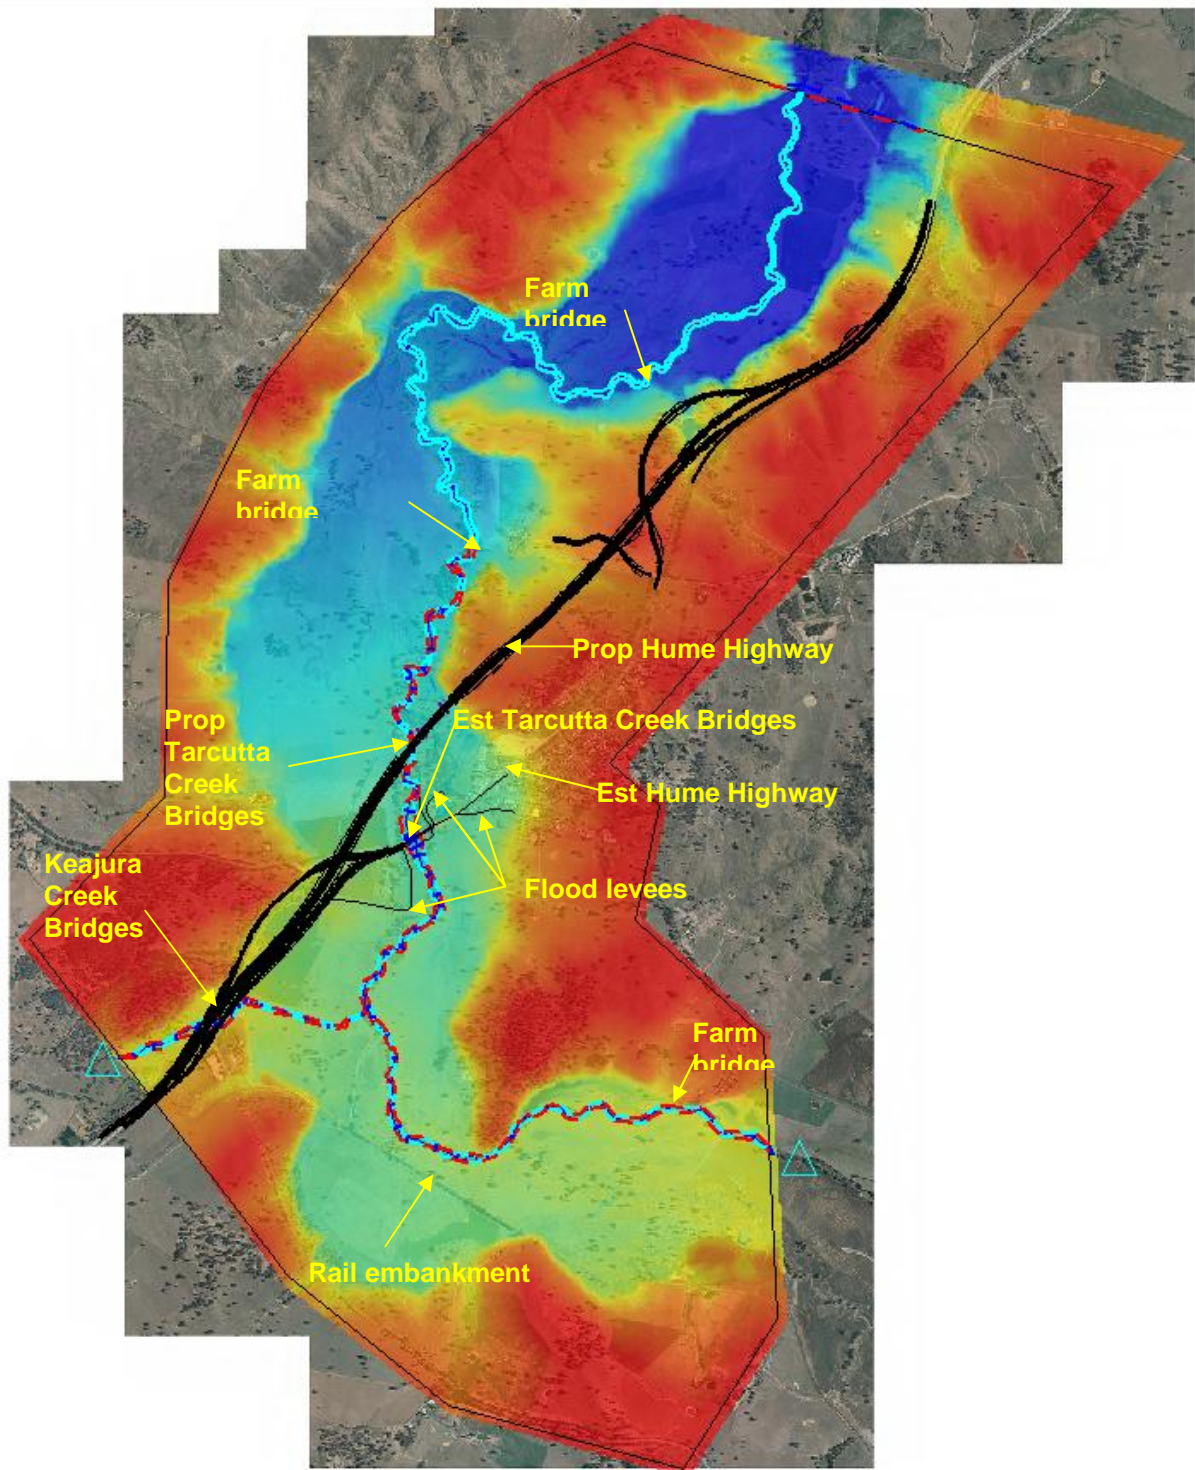 Farm
bridge
Farm
bridge
Prop Hume Highway
Prop
Tarcutta
Creek
Bridges
Est Tarcutta Creek Bridges
Est Hume Highway
Keajura
Creek
Bridges
Flood levees
Farm
bridge
Rail embankment